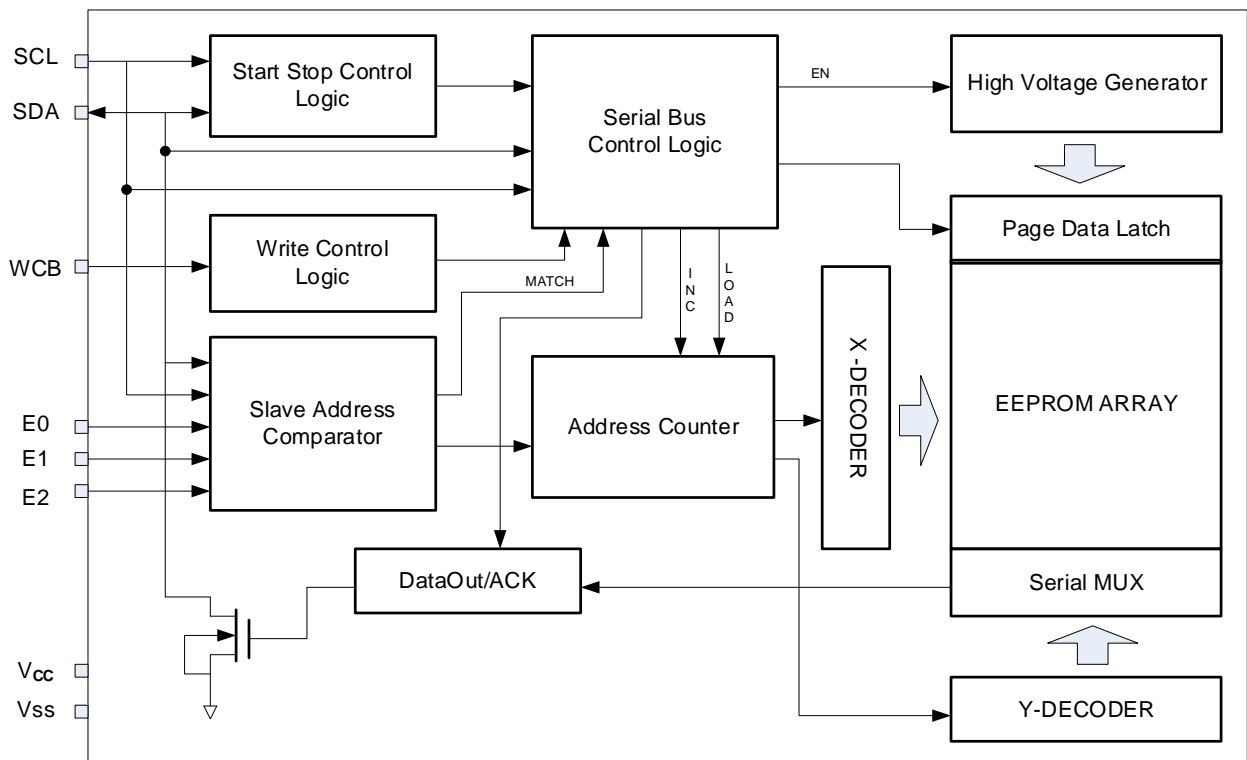 SCL
SDA
WCB
E0
E1
E2
Vcc
Vss
Start Stop Control
Logic
Write Control
Logic
Slave Address
Comparator
Serial Bus
Control Logic
EN
High Voltage Generator
Page Data Latch
MATCH
INC
LOAD
Address Counter
X -DECODER
EEPROM ARRAY
DataOut/ACK
Serial MUX
Y-DECODER